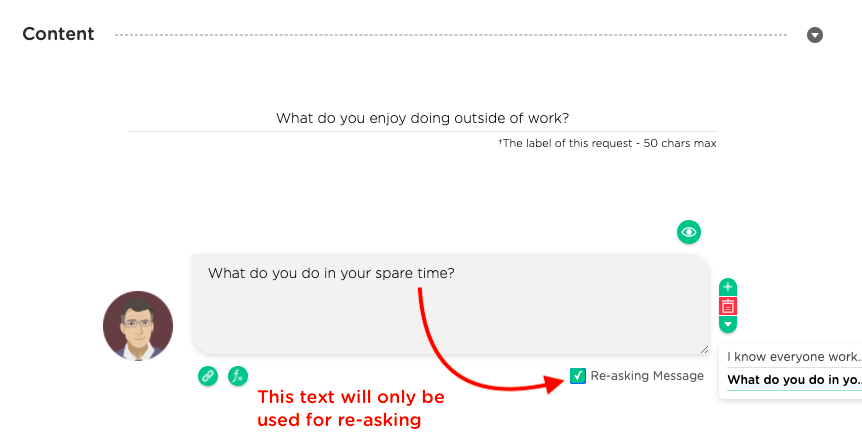 Content
What do you enjoy doing outside of work?
†The label of this request - 50 chars max
What do you do in your spare time?
I know everyone work..
Re-asking Message
What do you do in yo..
This text will only be
used for re-asking